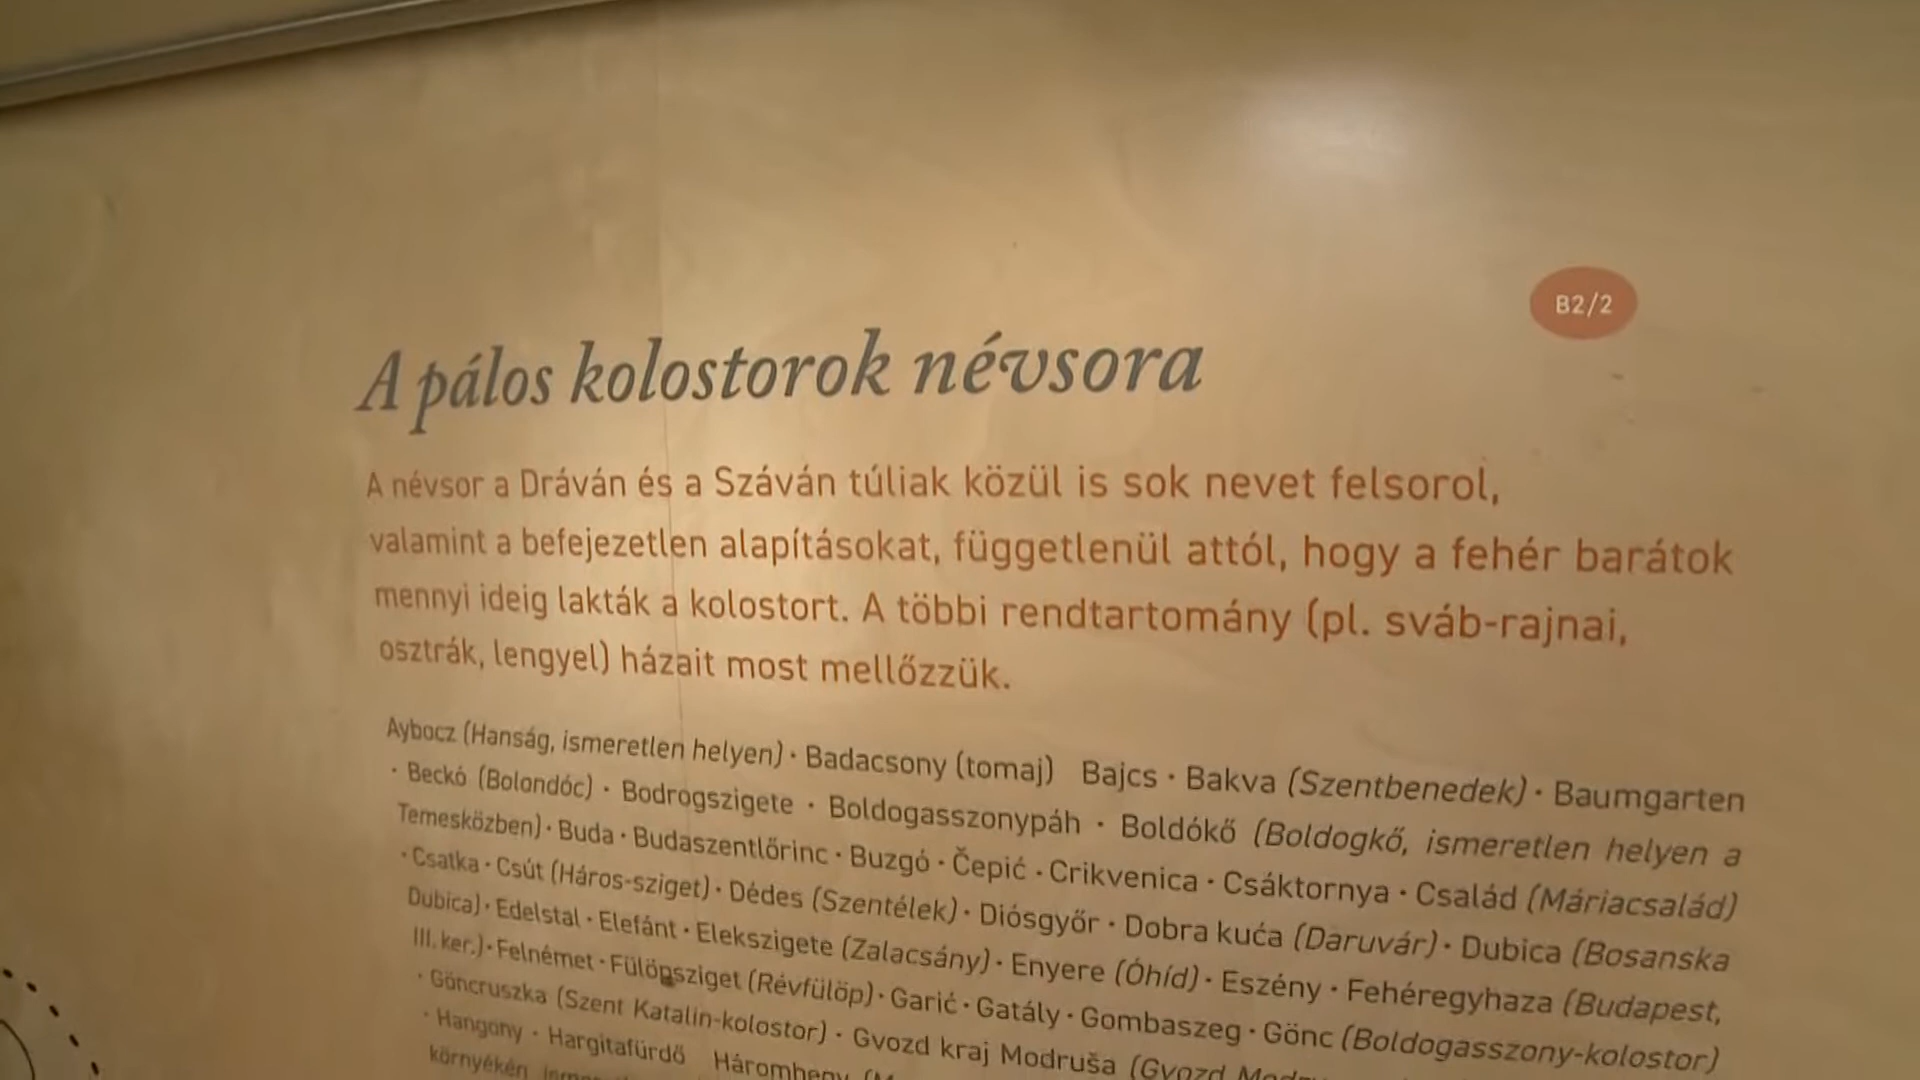 B2/2
A pálos kolostorok névsora
A névsor a Dráván és a Száván túliak közül is sok nevet felsorol,
valamint a befejezetlen alapításokat, függetlenül attól, hogy a fehér barátok
mennyi ideig lakták a kolostort. A többi rendtartomány (pl. sváb-rajnai,
osztrák, lengyel) házait most mellőzzük.
Aybocz (Hanság, ismeretlen helyen) · Badacsony (tomaj) Bajcs · Bakva (Szentbenedek) · Baumgarten
· Beckó (Bolondóc) · Bodrogszigete · Boldogasszonypáh · Boldókő (Boldogkő, ismeretlen helyen a
Temesközben) · Buda · Budaszentlőrinc · Buzgó · Čepić · Crikvenica · Csáktornya · Család (Máriacsalád)
· Csatka · Csút (Háros-sziget) · Dédes (Szentélek) · Diósgyőr · Dobra kuća (Daruvár) · Dubica (Bosanska
Dubica) · Edelstal · Elefánt · Elekszigete (Zalacsány) · Enyere (Óhíd) · Eszény · Fehéregyhaza (Budapest,
III. ker.) · Felnémet · Fülöpsziget (Révfülöp) · Garić · Gatály · Gombaszeg · Gönc (Boldogasszony-kolostor)
· Göncruszka (Szent Katalin-kolostor) · Gvozd kraj Modruša (Gvozd
· Hangony · Hargitafürdő Háromhegy
környékén